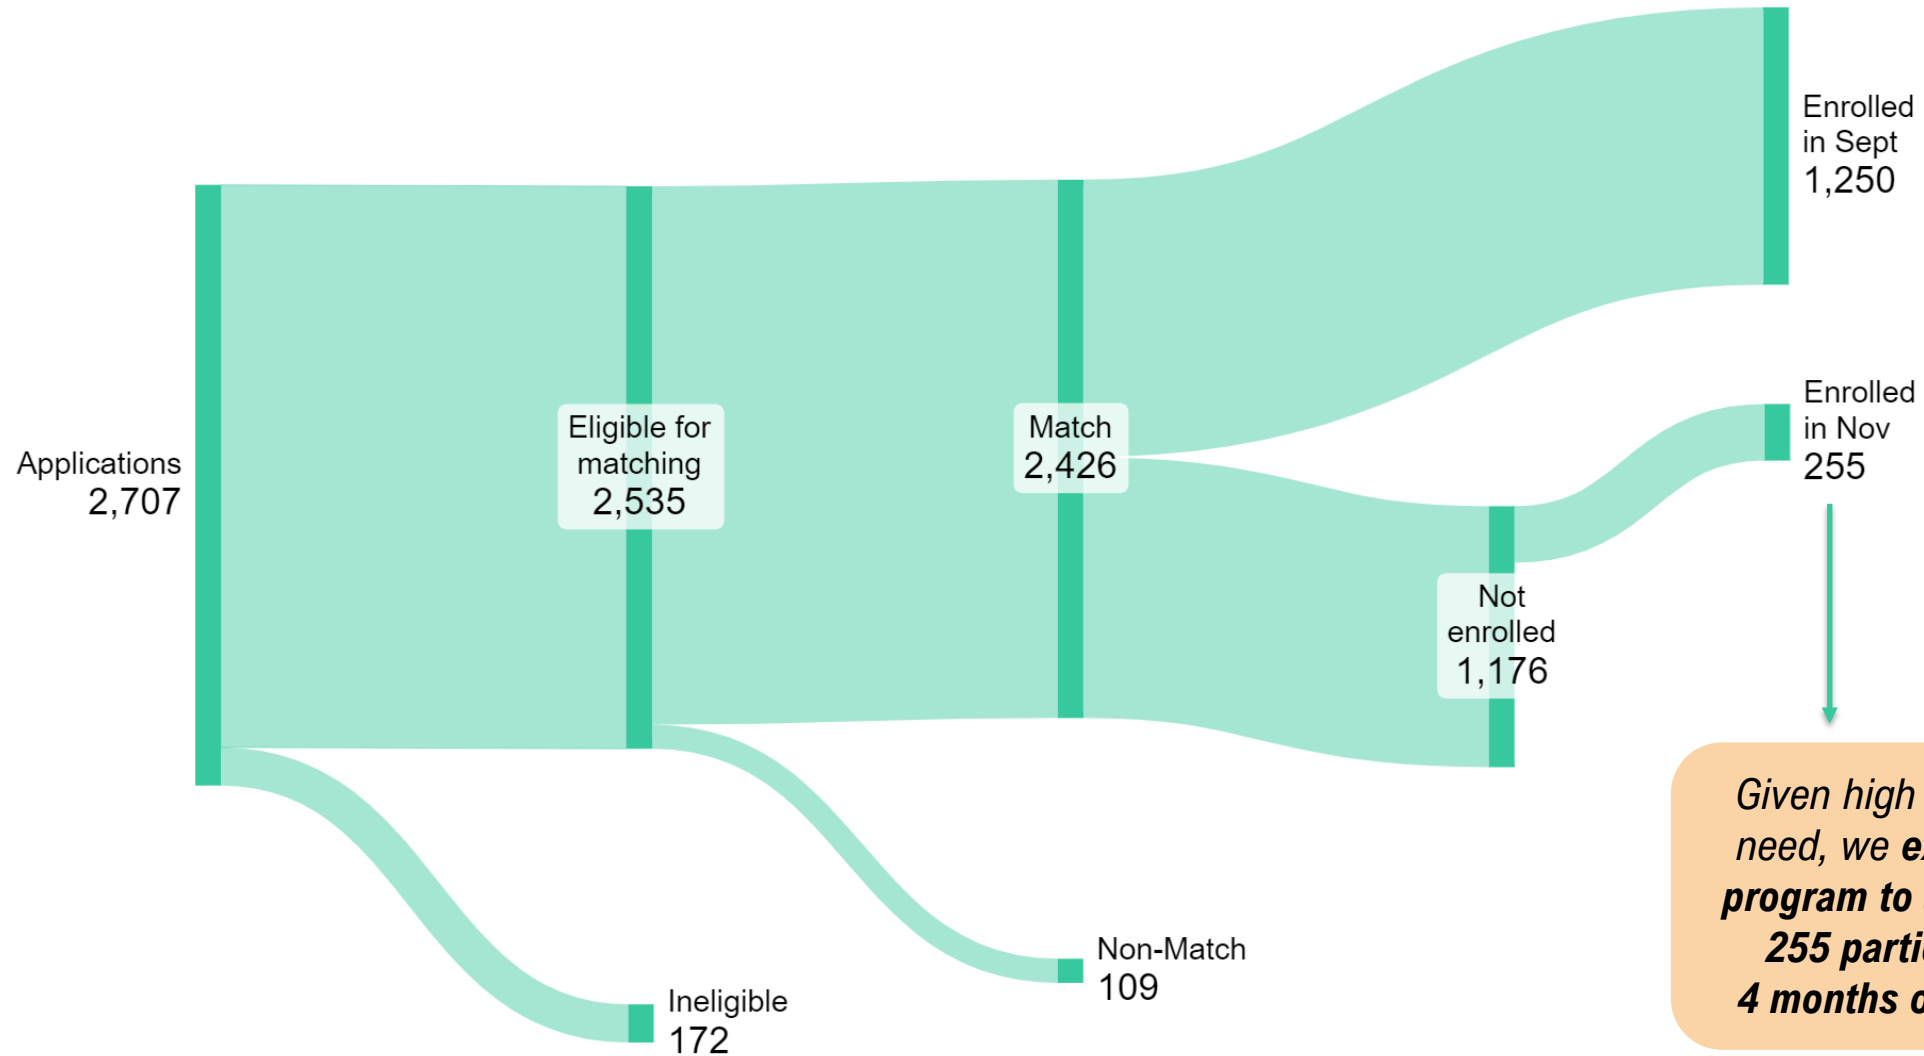 Applications
2,707
Eligible for
matching
2,535
Match
2,426
Enrolled
in Sept
1,250
Enrolled
in Nov
255
Not
enrolled
1,176
Non-Match
109
Ineligible
172
Given high
need, we
program to
255
4 months